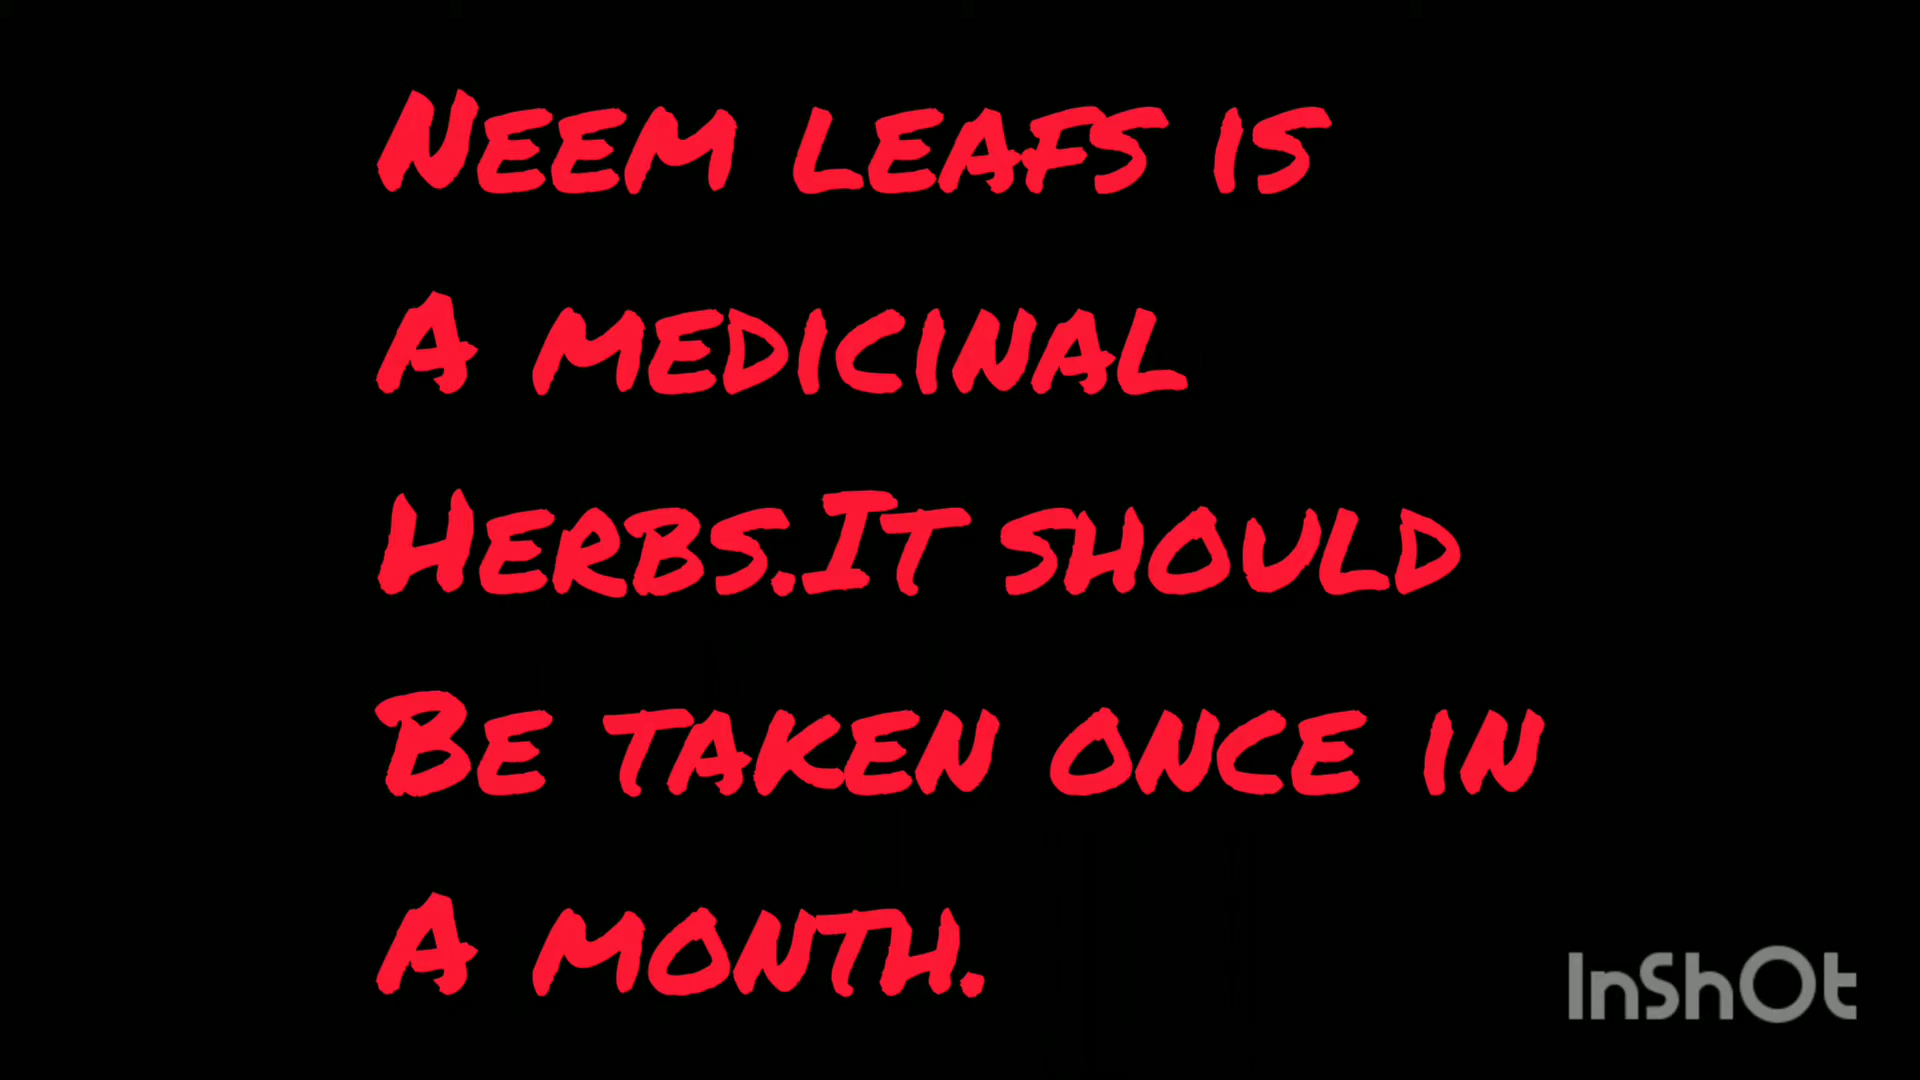 Neem leafs is
A medicinal
Herbs.It should
Be taken once in
A month.
InShOt